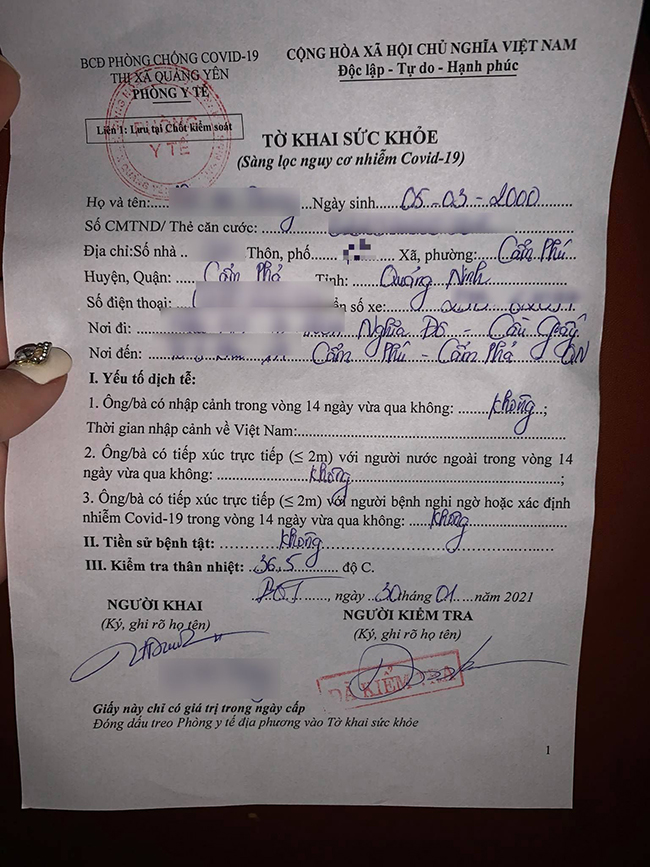 BCĐ PHÒNG CHỐNG COVID-19
THỊ XÃ QUẢNG YÊN
PHÒNG Y TẾ
CỘNG HÒA XÃ HỘI CHỦ NGHĨA VIỆT NAM
Độc lập - Tự do - Hạnh phúc
Liên 1: Lưu tại Chốt kiểm soát
PHÒNG
Y TẾ
TỜ KHAI SỨC KHỎE
(Sàng lọc nguy cơ nhiễm Covid-19)
Họ và tên: Ngày sinh 05-03-2000
Số CMTND/ Thẻ căn cước:
Địa chỉ: Số nhà .. Thôn, phố Xã, phường: Cẩm Phú
Huyện, Quận: Cẩm Phả Tỉnh: Quảng Ninh
Số điện thoại: ển số xe:
Nơi đi: Nghĩa Đô - Cầu Giấy
Nơi đến: Cẩm Phú - Cẩm Phả QN
I. Yếu tố dịch tễ:
1. Ông/bà có nhập cảnh trong vòng 14 ngày vừa qua không: không;
Thời gian nhập cảnh về Việt Nam:
2. Ông/bà có tiếp xúc trực tiếp (≤ 2m) với người nước ngoài trong vòng 14
ngày vừa qua không: không;
3. Ông/bà có tiếp xúc trực tiếp (≤ 2m) với người bệnh nghi ngờ hoặc xác định
nhiễm Covid-19 trong vòng 14 ngày vừa qua không: không
II. Tiền sử bệnh tật: không
III. Kiểm tra thân nhiệt: 36,5 độ C.
ngày 30 tháng 01 năm 2021
NGƯỜI KHAI
(Ký, ghi rõ họ tên)
NGƯỜI KIỂM TRA
(Ký, ghi rõ họ tên)
ĐÃ KIỂM TRA
Giấy này chỉ có giá trị trong ngày cấp
Đóng dấu treo Phòng y tế địa phương vào Tờ khai sức khỏe
1